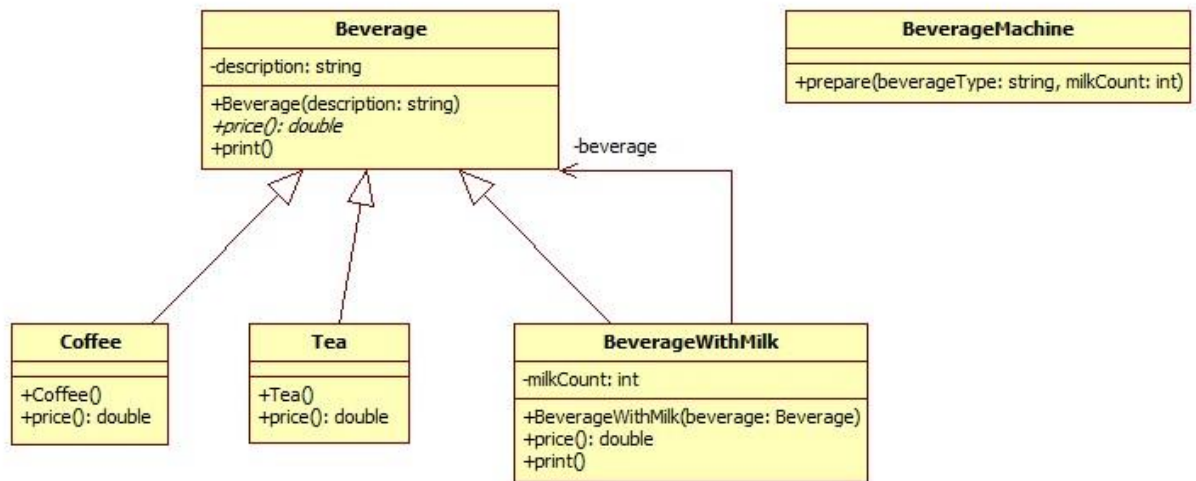 Beverage
-description: string
+Beverage(description: string)
+price(): double
+print()
BeverageMachine
+prepare(beverageType: string, milkCount: int)
-beverage
Coffee
+Coffee()
+price(): double
Tea
+Tea()
+price(): double
BeverageWithMilk
-milkCount: int
+BeverageWithMilk(beverage: Beverage)
+price(): double
+print()